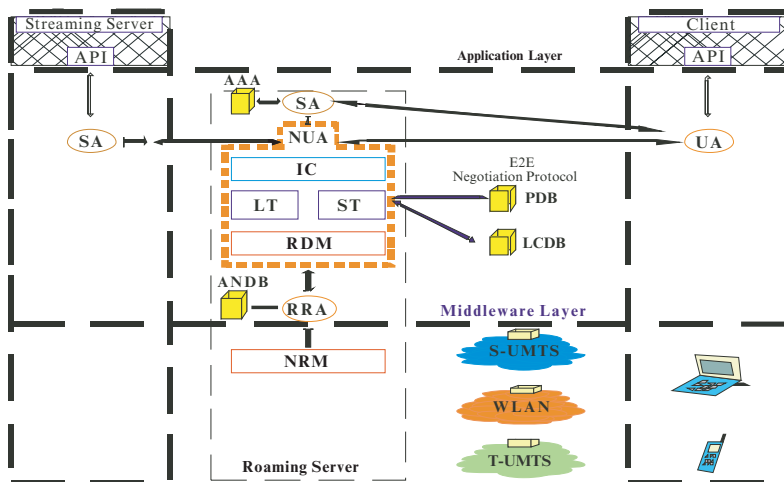 Streaming Server
Client
API
API
Application Layer
AAA
SA
SA
NUA
UA
IC
E2E
Negotiation Protocol
LT
ST
PDB
RDM
LCDB
ANDB
RRA
Middleware Layer
NRM
S-UMTS
WLAN
T-UMTS
Roaming Server